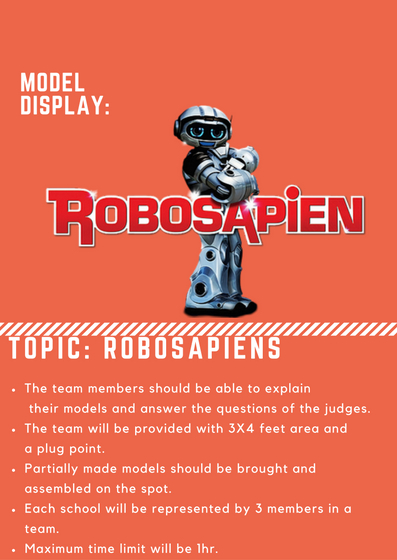 MODEL
DISPLAY:
ROBOSAPIEN
TOPIC: ROBOSAPIENS
• The team members should be able to explain
their models and answer the questions of the judges.
• The team will be provided with 3X4 feet area and
a plug point.
• Partially made models should be brought and
assembled on the spot.
• Each school will be represented by 3 members in a
team.
• Maximum time limit will be 1hr.